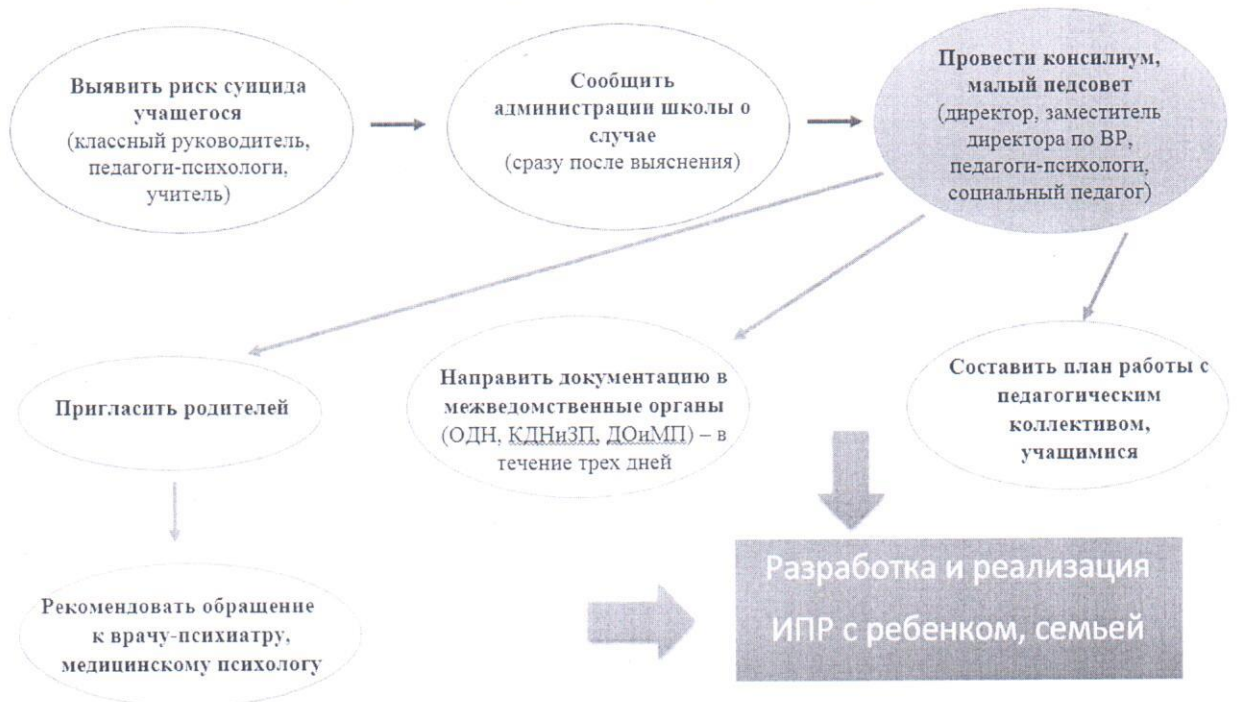 Выявить риск суицида
учащегося
(классный руководитель,
педагоги-психологи,
учитель)
Сообщить
администрации школы о
случае
(сразу после выяснения)
Провести консилиум,
малый педсовет
(директор, заместитель
директора по ВР,
педагоги-психологи,
социальный педагог)
Пригласить родителей
Направить документацию в
межведомственные органы
(ОДН, КДНиЗП, ДОиМП) – в
течение трех дней
Составить план работы с
педагогическим
коллективом,
учащимися
Рекомендовать обращение
к врачу-психиатру,
медицинскому психологу
Разработка и реализация
ИПР с ребенком, семьей